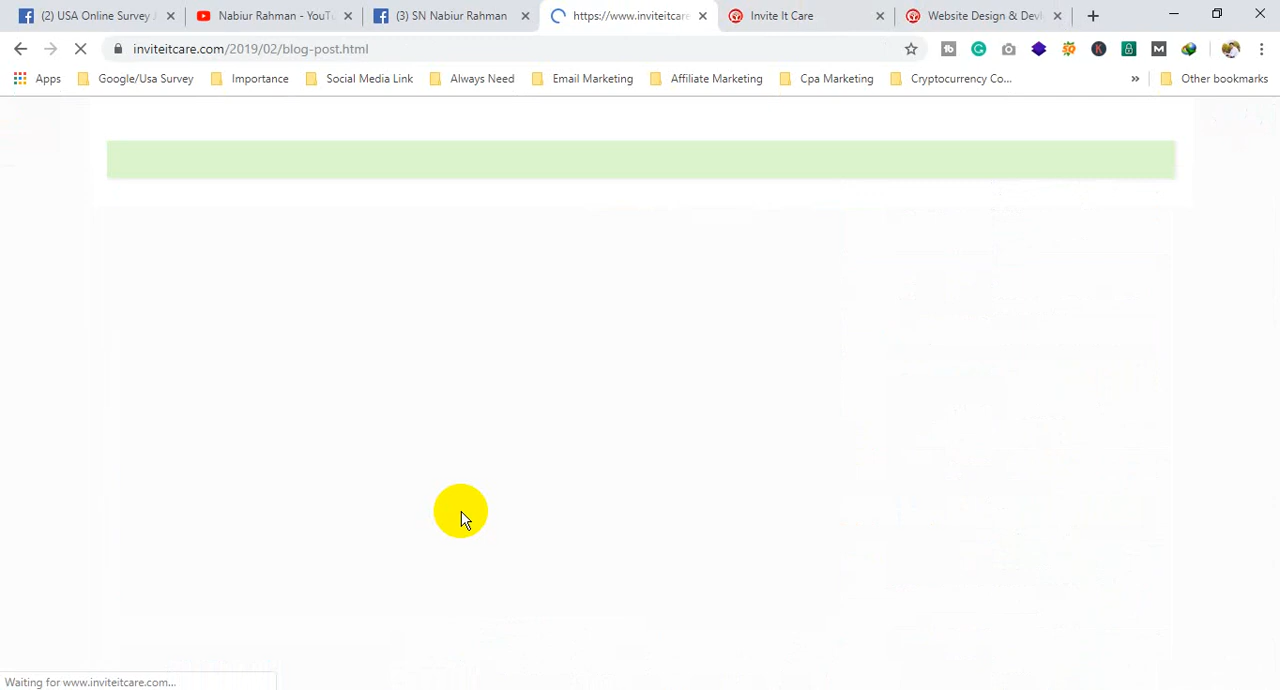 (2) USA Online Survey J
Nabiur Rahman - YouTu
(3) SN Nabiur Rahman
https://www.inviteitcare
Invite It Care
Website Design & Deve
inviteitcare.com/2019/02/blog-post.html
Apps
Google/Usa Survey
Importance
Social Media Link
Always Need
Email Marketing
Affiliate Marketing
Cpa Marketing
Cryptocurrency Co...
Other bookmarks
Waiting for www.inviteitcare.com...